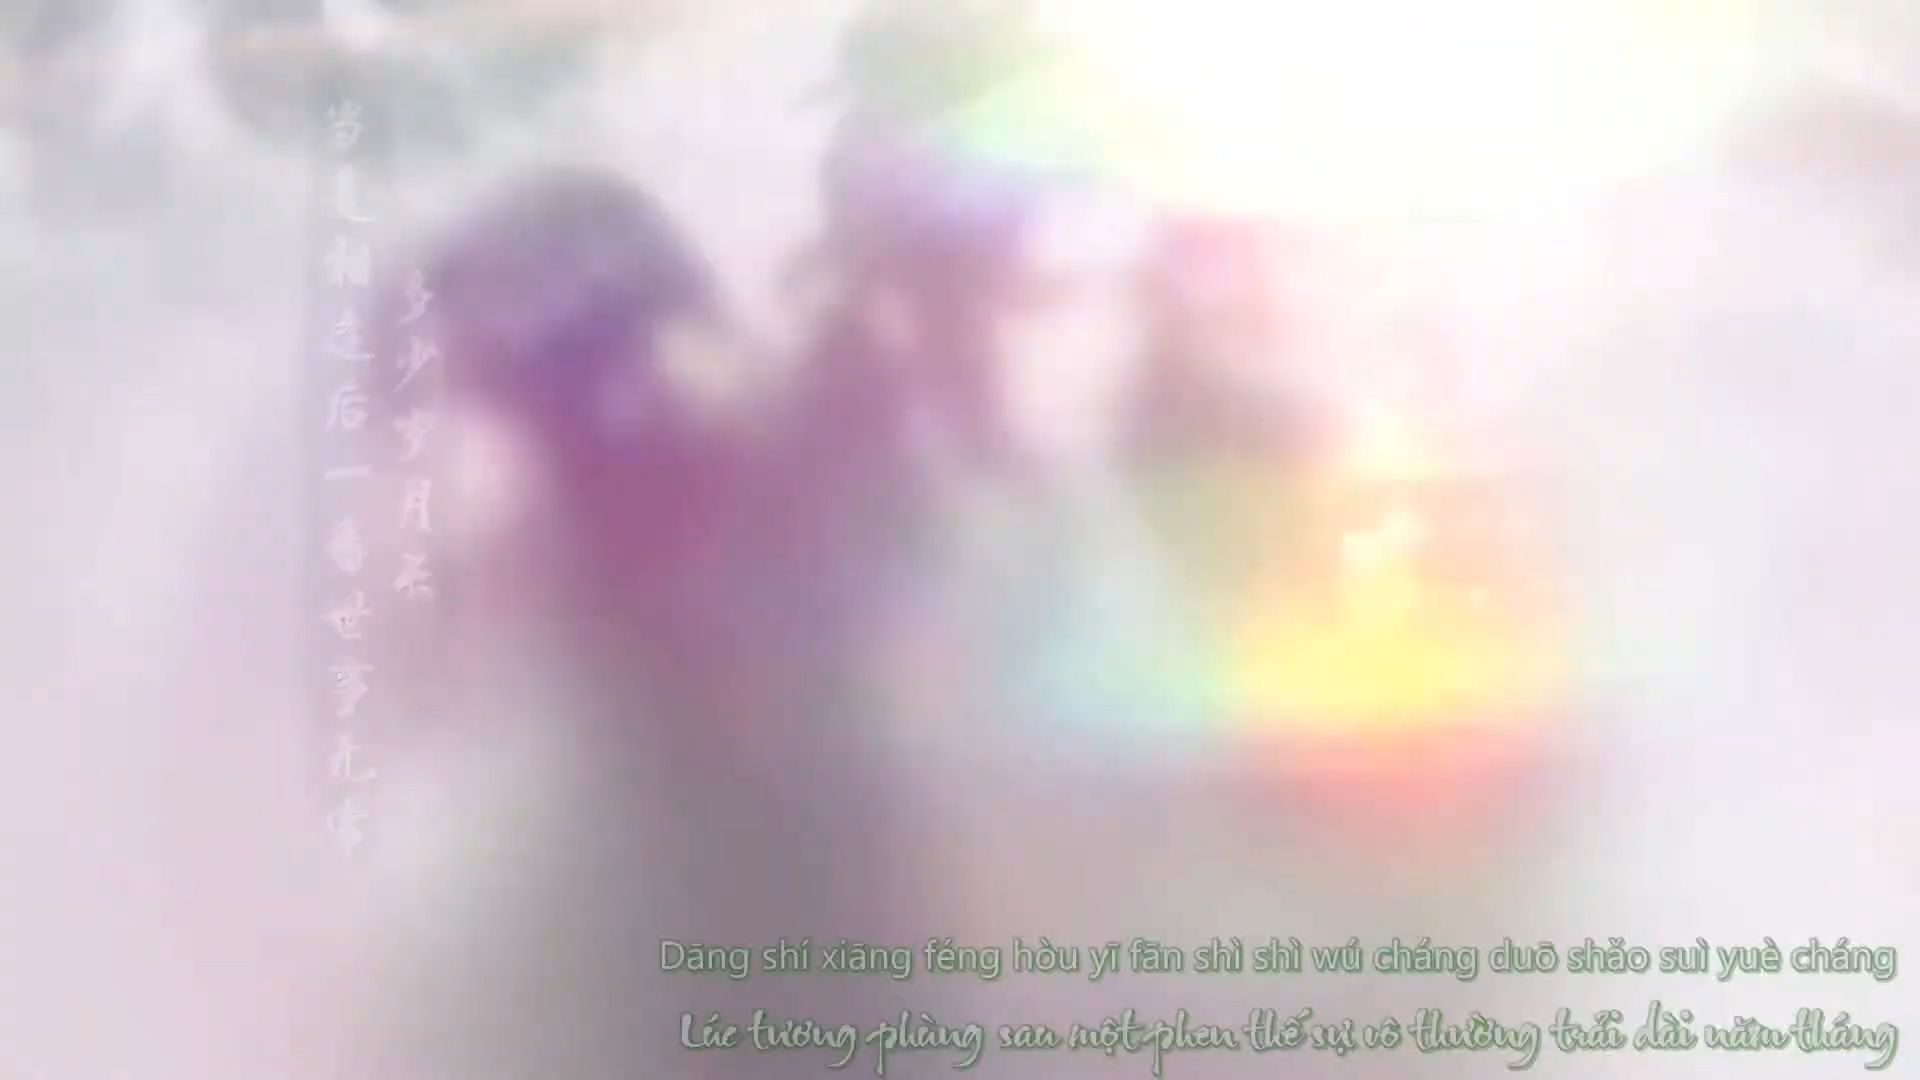 当是相逢后一番世事无常
多少岁月长
Dāng shí xiāng féng hòu yī fān shì shì wú cháng duō shǎo suì yuè cháng
Lúc tương phùng sau một phen thế sự vô thường trải dài năm tháng